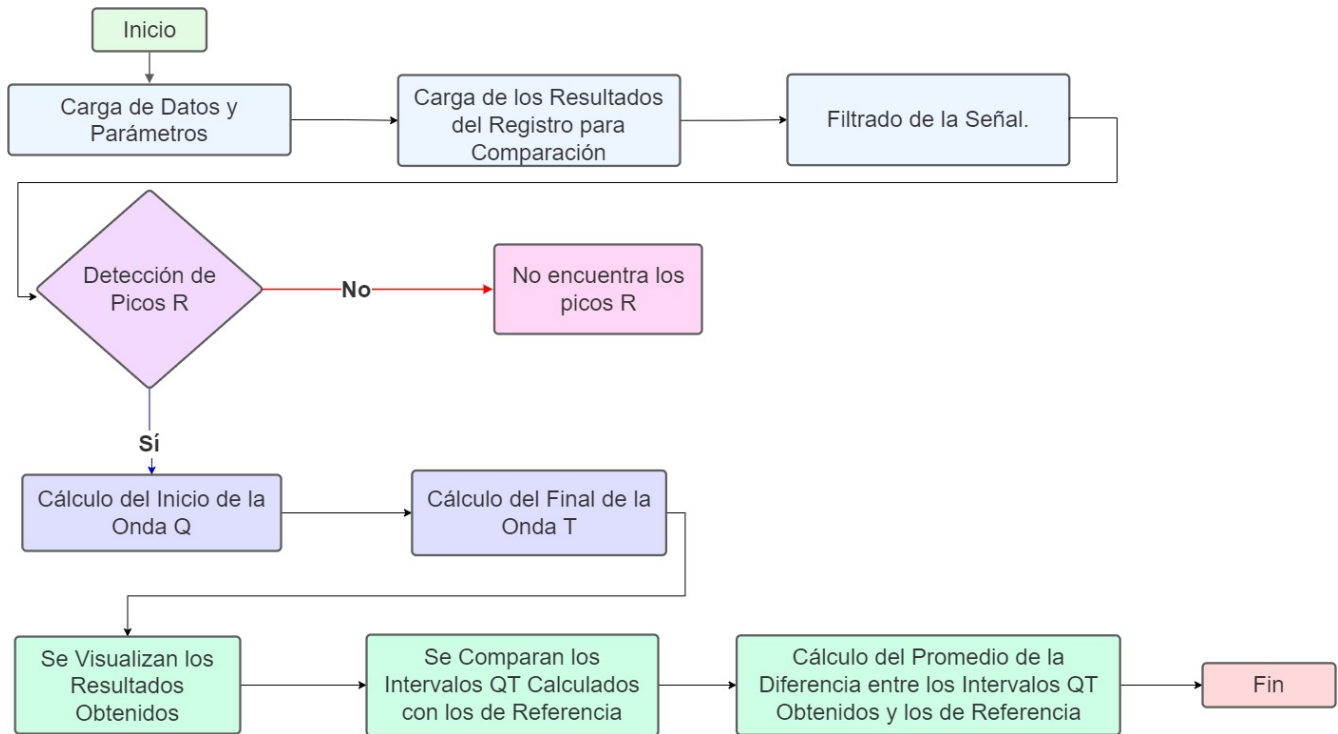 Inicio
Carga de Datos y
Parámetros
Carga de los Resultados
del Registro para
Comparación
Filtrado de la Señal.
Detección de
Picos R
No
No encuentra los
picos R
Sí
Cálculo del Inicio de la
Onda Q
Cálculo del Final de la
Onda T
Se Visualizan los
Resultados
Obtenidos
Se Comparan los
Intervalos QT Calculados
con los de Referencia
Cálculo del Promedio de la
Diferencia entre los Intervalos QT
Obtenidos y los de Referencia
Fin